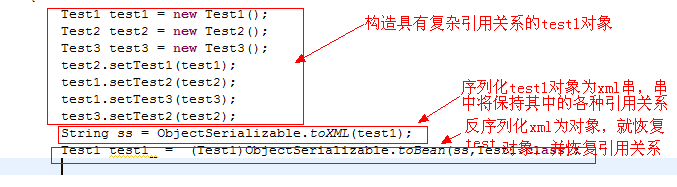 Test1 test1 = new Test1();
Test2 test2 = new Test2();
Test3 test3 = new Test3();
test2.setTest1(test1);
test1.setTest2(test2);
test1.setTest3(test3);
test3.setTest2(test2);
String ss = ObjectSerializable.toXML(test1);
Test1 test1_ = (Test1)ObjectSerializable.toBean(ss,Test1.class);
构造具有复杂引用关系的test1对象
序列化test1对象为xml串，串
中将保持其中的各种引用关系
反序列化xml为对象，就恢复
test 对象，并恢复引用关系